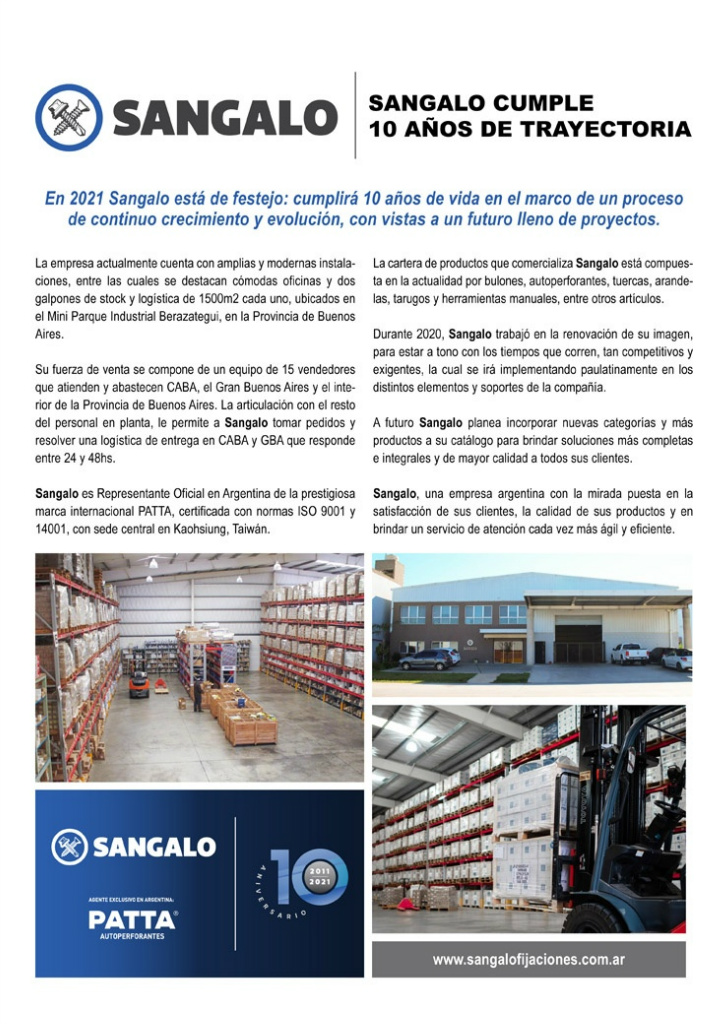 SANGALO
SANGALO CUMPLE
10 AÑOS DE TRAYECTORIA
En 2021 Sangalo está de festejo: cumplirá 10 años de vida en el marco de un proceso
de continuo crecimiento y evolución, con vistas a un futuro lleno de proyectos.
La empresa actualmente cuenta con amplias y modernas instala-
ciones, entre las cuales se destacan cómodas oficinas y dos
galpones de stock y logística de 1500m2 cada uno, ubicados en
el Mini Parque Industrial Berazategui, en la Provincia de Buenos
Aires.
Su fuerza de venta se compone de un equipo de 15 vendedores
que atienden y abastecen CABA, el Gran Buenos Aires y el inte-
rior de la Provincia de Buenos Aires. La articulación con el resto
del personal en planta, le permite a Sangalo tomar pedidos y
resolver una logística de entrega en CABA y GBA que responde
entre 24 y 48hs.
Sangalo es Representante Oficial en Argentina de la prestigiosa
marca internacional PATTA, certificada con normas ISO 9001 y
14001, con sede central en Kaohsiung, Taiwán.
La cartera de productos que comercializa Sangalo está compues-
ta en la actualidad por bulones, autoperforantes, tuercas, arande-
las, tarugos y herramientas manuales, entre otros artículos.
Durante 2020, Sangalo trabajó en la renovación de su imagen,
para estar a tono con los tiempos que corren, tan competitivos y
exigentes, la cual se irá implementando paulatinamente en los
distintos elementos y soportes de la compañía.
A futuro Sangalo planea incorporar nuevas categorías y más
productos a su catálogo para brindar soluciones más completas
e integrales y de mayor calidad a todos sus clientes.
Sangalo, una empresa argentina con la mirada puesta en la
satisfacción de sus clientes, la calidad de sus productos y en
brindar un servicio de atención cada vez más ágil y eficiente.
SANGALO
AGENTE EXCLUSIVO EN ARGENTINA:
PATTA®
AUTOPERFORANTES
10
2011
2021
ANIVERSARIO
www.sangalofijaciones.com.ar